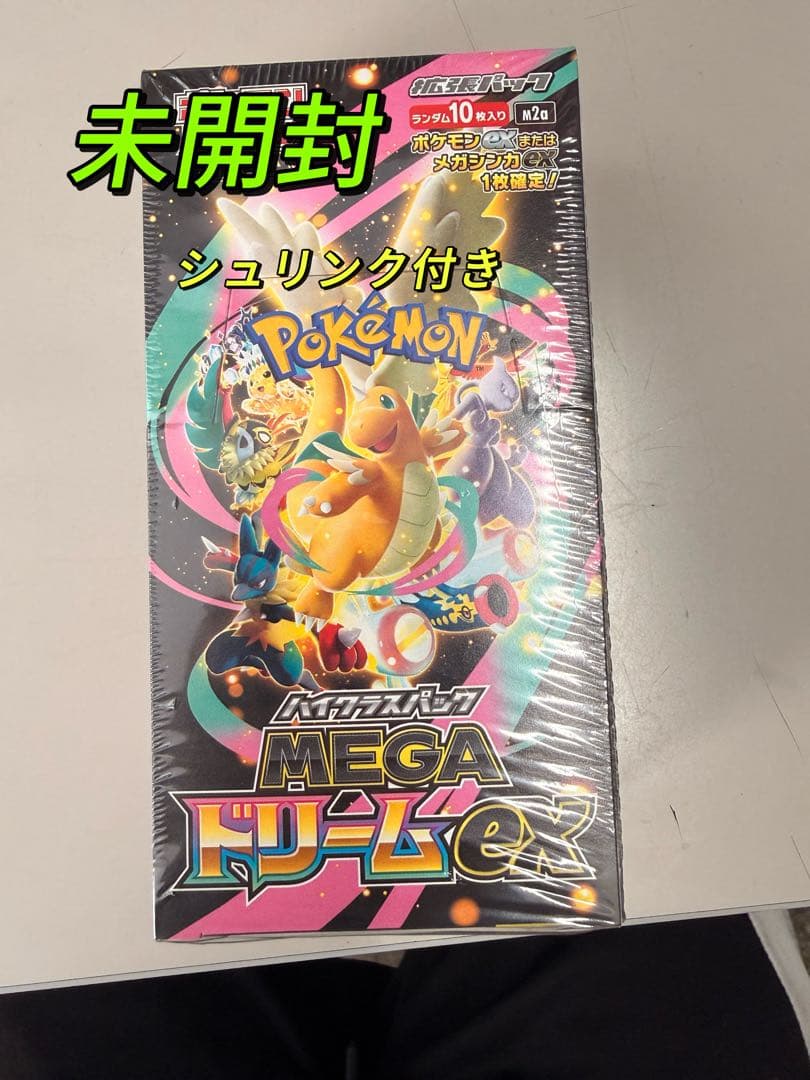 拡張パック
未開封
ランダム10枚入り
M2a
ポケモンexまたは
メガシンカex
1枚確定!
シュリンク付き
POKÉMON
TM
ハイクラスパック
MEGA
ドリームex